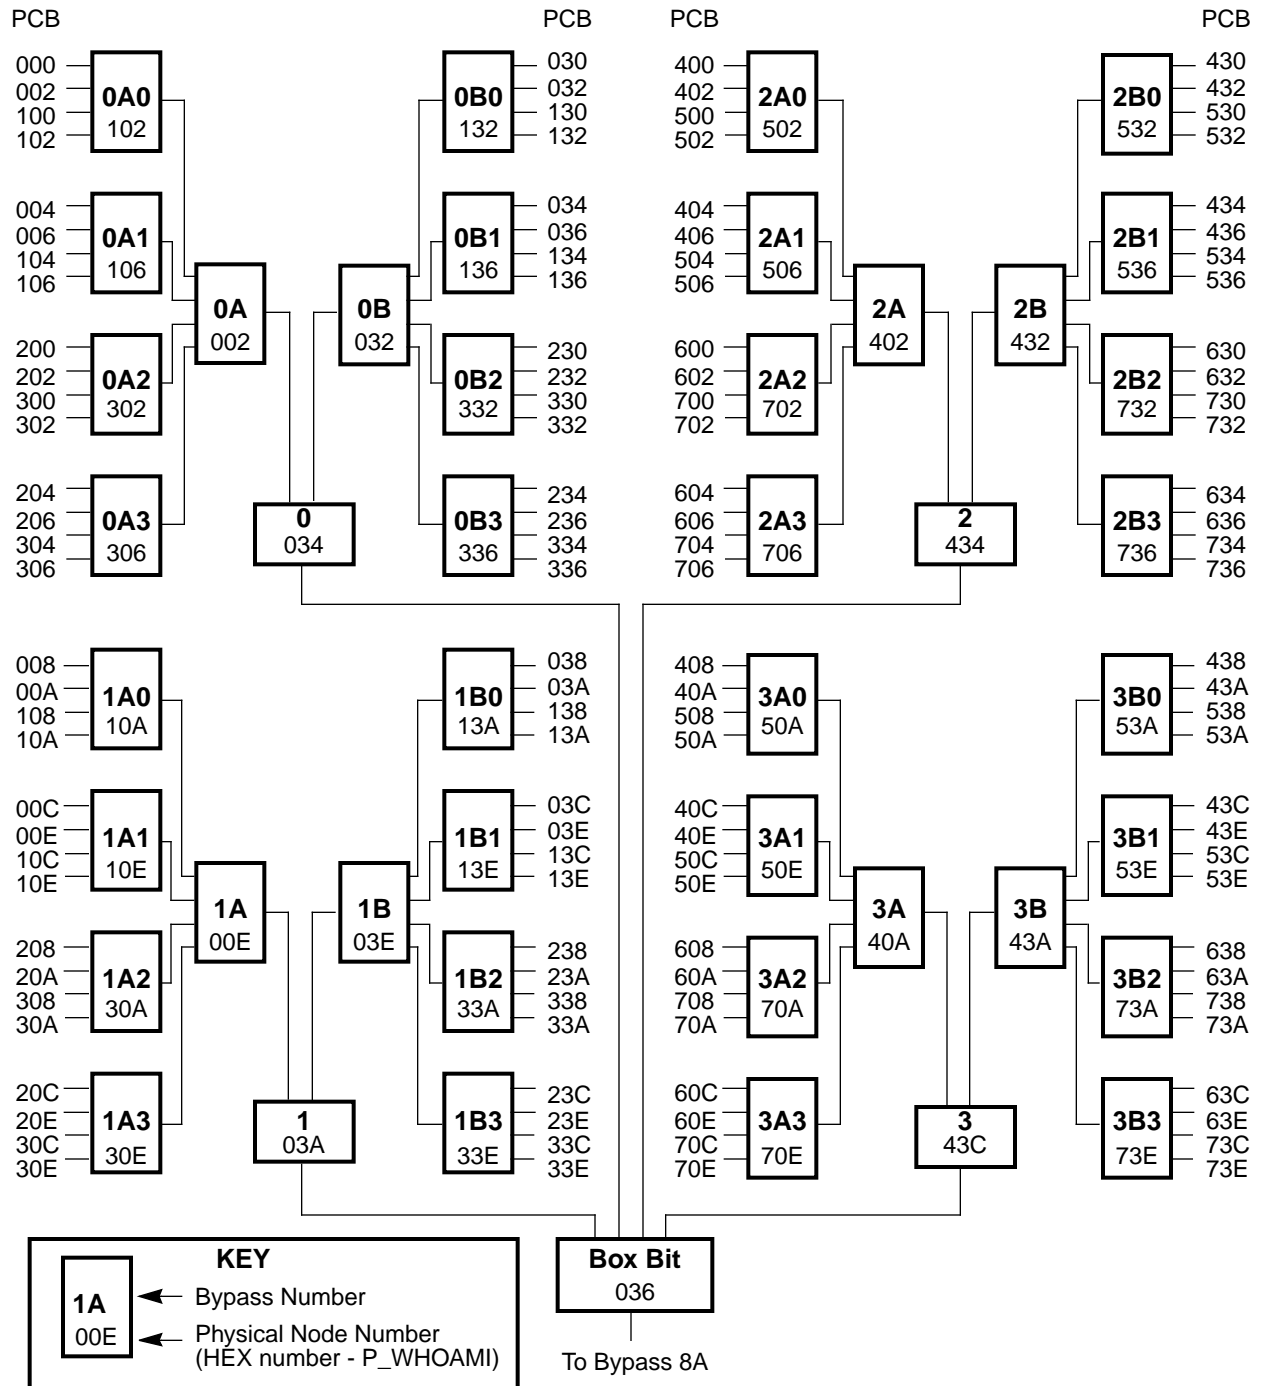 PCB PCB PCB PCB
000
002
100
102
0A0
102
0B0
132
030
032
130
132
400
402
500
502
2A0
502
2B0
532
430
432
530
532
004
006
104
106
0A1
106
0B1
136
034
036
134
136
404
406
504
506
2A1
506
2B1
536
434
436
534
536
0A
002
0B
032
2A
402
2B
432
200
202
300
302
0A2
302
0B2
332
230
232
330
332
600
602
700
702
2A2
702
2B2
732
630
632
730
732
204
206
304
306
0A3
306
0
034
0B3
336
234
236
334
336
604
606
704
706
2A3
706
2
434
2B3
736
634
636
734
736
008
00A
108
10A
1A0
10A
1B0
13A
038
03A
138
13A
408
40A
508
50A
3A0
50A
3B0
53A
438
43A
538
53A
00C
00E
10C
10E
1A1
10E
1B1
13E
03C
03E
13C
13E
40C
40E
50C
50E
3A1
50E
3B1
53E
43C
43E
53C
53E
1A
00E
1B
03E
3A
40A
3B
43A
208
20A
308
30A
1A2
30A
1B2
33A
238
23A
338
33A
608
60A
708
70A
3A2
70A
3B2
73A
638
63A
738
73A
20C
20E
30C
30E
1A3
30E
1
03A
1B3
33E
23C
23E
33C
33E
60C
60E
70C
70E
3A3
70E
3
43C
3B3
73E
63C
63E
73C
73E
KEY
1A
00E
Bypass Number
Physical Node Number
(HEX number - P_WHOAMI)
Box Bit
036
To Bypass 8A